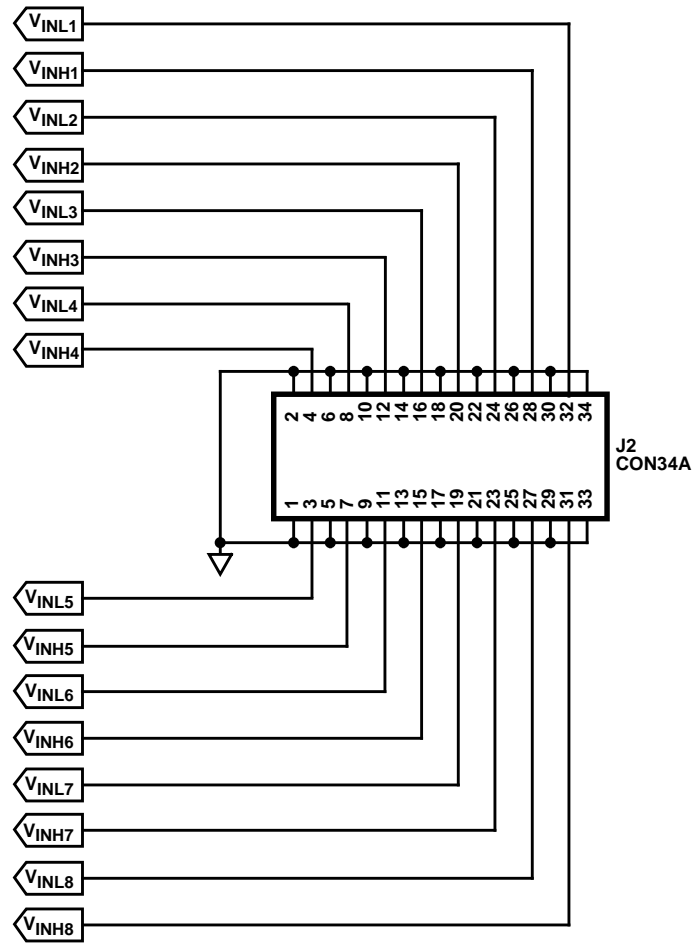 VINL1
VINH1
VINL2
VINH2
VINL3
VINH3
VINL4
VINH4
2 4 6 8 10 12 14 16 18 20 22 24 26 28 30 32 34
J2
CON34A
1 3 5 7 9 11 13 15 17 19 21 23 25 27 29 31 33
VINL5
VINH5
VINL6
VINH6
VINL7
VINH7
VINL8
VINH8